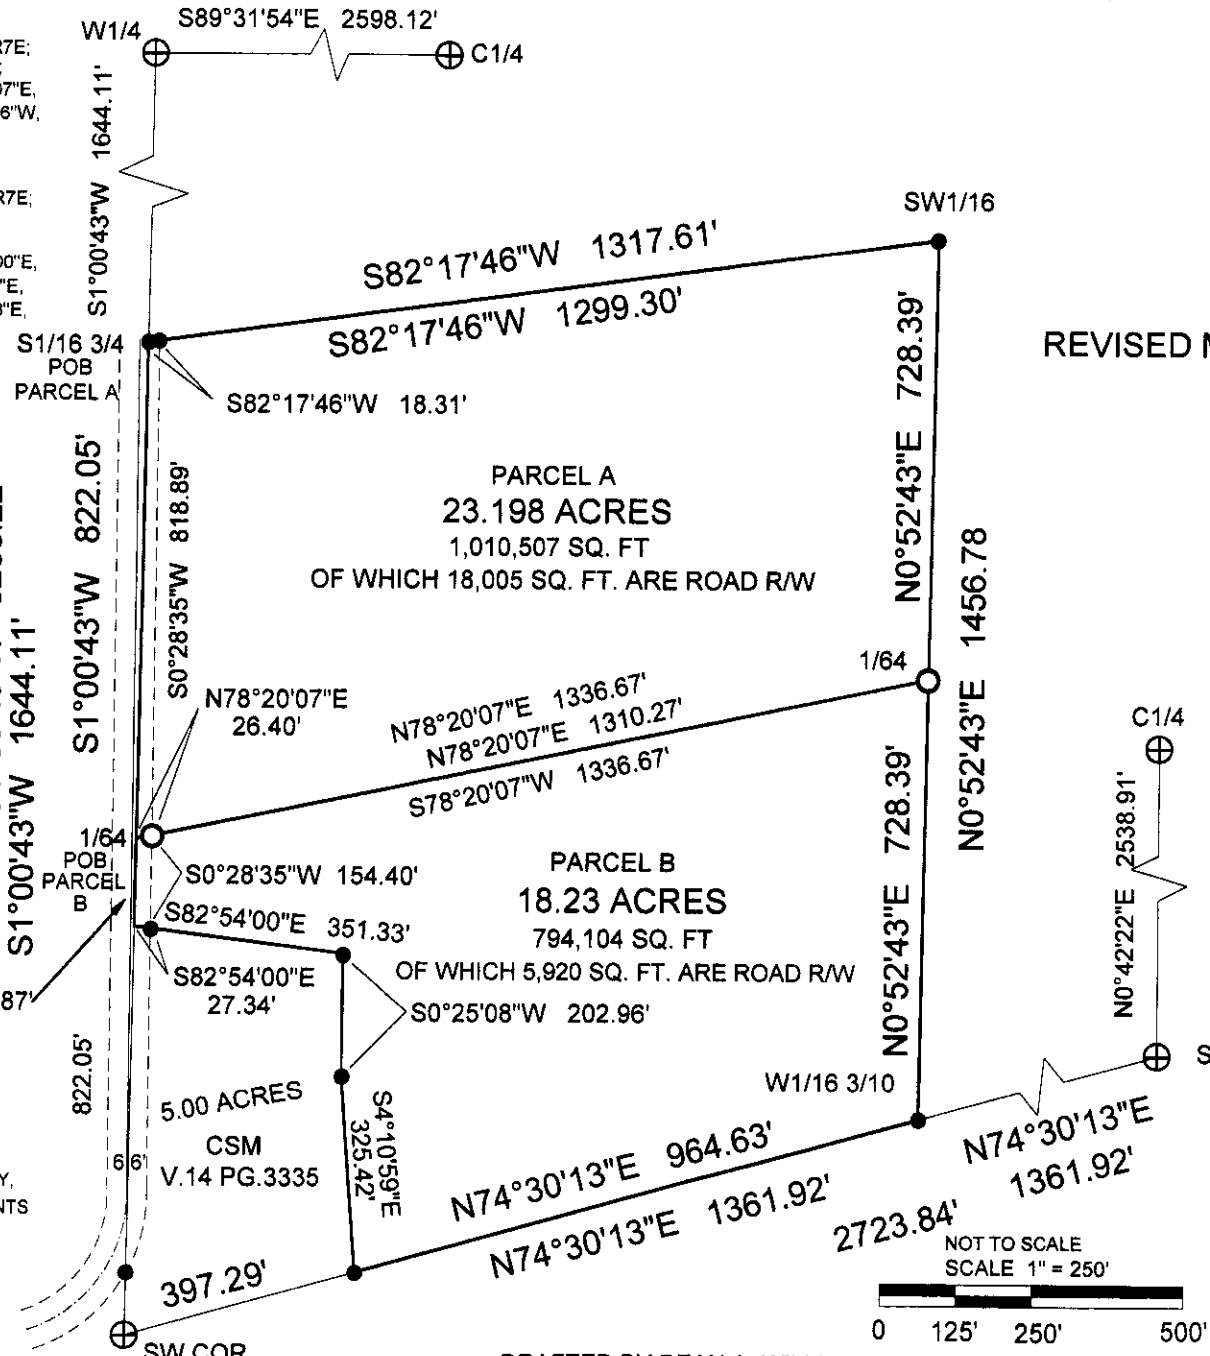 S89°31'54"E 2598.12'
W1/4
C1/4
R7E;
07"E,
6"W,
S1°00'43"W 1644.11'
R7E;
00"E,
"E,
"E,
SW1/16
S82°17'46"W 1317.61'
S82°17'46"W 1299.30'
S1/16 3/4
POB
PARCEL A
S82°17'46"W 18.31'
REVISED
N0°52'43"E 728.39'
S1°00'43"W 822.05'
S0°28'35"W 818.89'
PARCEL A
23.198 ACRES
1,010,507 SQ. FT
OF WHICH 18,005 SQ. FT. ARE ROAD R/W
N0°52'43"E 1456.78
S1°00'43"W 1644.11'
1/64
N78°20'07"E
26.40'
N78°20'07"E 1336.67'
N78°20'07"E 1310.27'
S78°20'07"W 1336.67'
C1/4
N0°42'22"E 2538.91'
1/64
POB
PARCEL
B
S0°28'35"W 154.40'
PARCEL B
18.23 ACRES
794,104 SQ. FT
OF WHICH 5,920 SQ. FT. ARE ROAD R/W
N0°52'43"E 728.39'
S82°54'00"E 351.33'
S82°54'00"E
27.34'
87'
S0°25'08"W 202.96'
S
W1/16 3/10
822.05'
5.00 ACRES
CSM
V.14 PG.3335
66'
S4°10'59"E
325.42'
Y,
NTS
N74°30'13"E 964.63'
N74°30'13"E 1361.92'
N74°30'13"E
1361.92'
2723.84'
397.29'
SW COR
NOT TO SCALE
SCALE 1" = 250'
0 125' 250' 500'